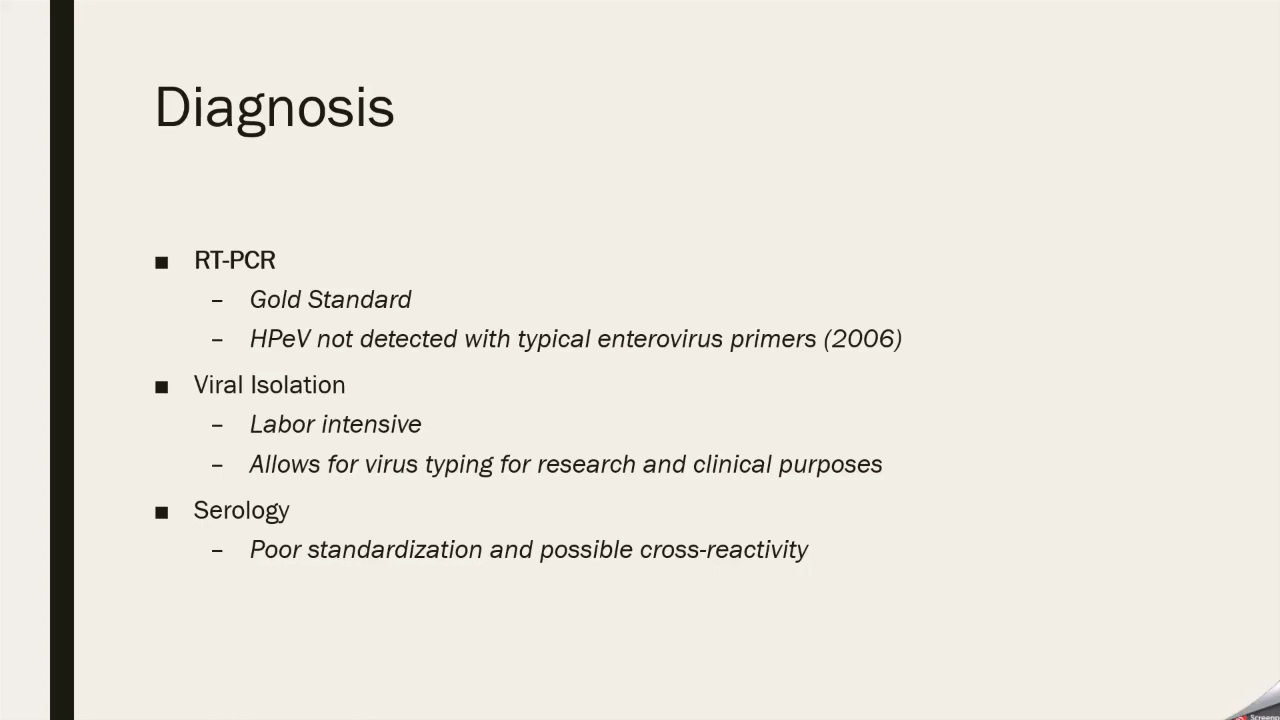 Diagnosis
■ RT-PCR
– Gold Standard
– HPeV not detected with typical enterovirus primers (2006)
■ Viral Isolation
– Labor intensive
– Allows for virus typing for research and clinical purposes
■ Serology
– Poor standardization and possible cross-reactivity